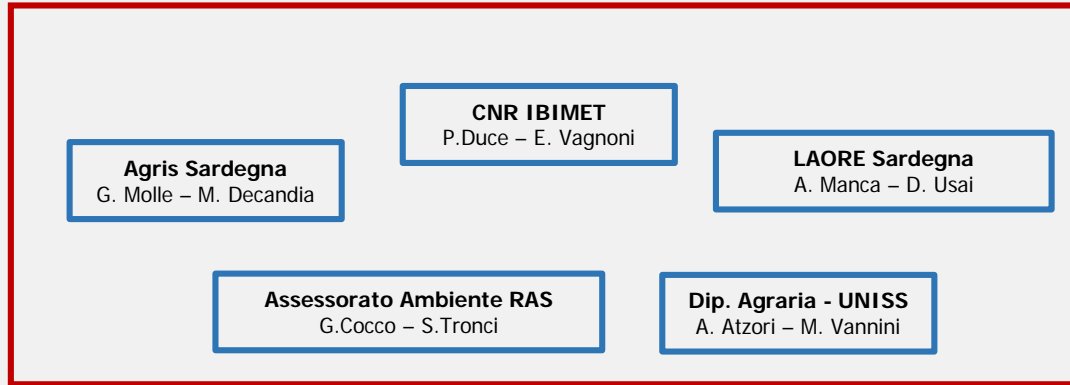 CNR IBIMET
P.Duce – E. Vagnoni
Agris Sardegna
G. Molle – M. Decandia
LAORE Sardegna
A. Manca – D. Usai
Assessorato Ambiente RAS
G.Cocco – S.Tronci
Dip. Agraria - UNISS
A. Atzori – M. Vannini